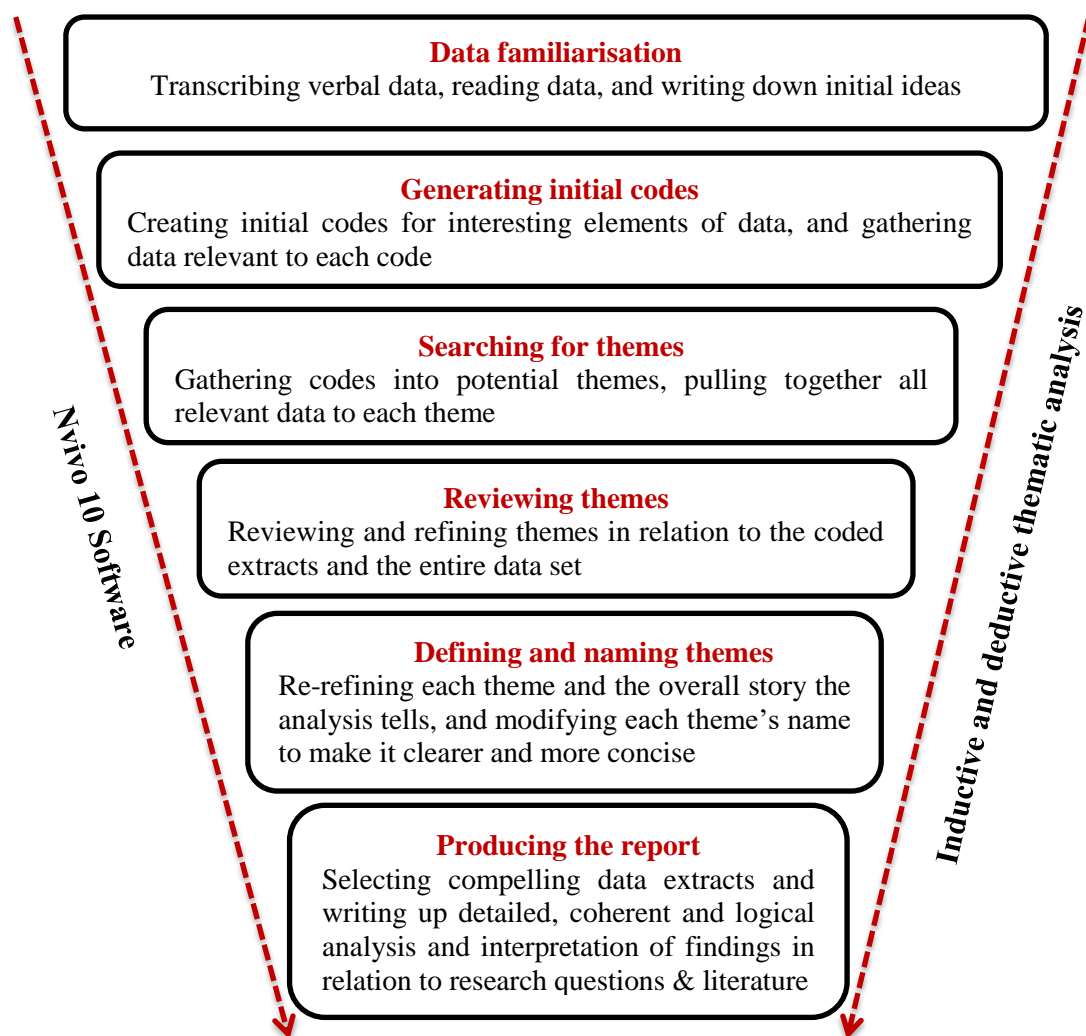 Data familiarisation
Transcribing verbal data, reading data, and writing down initial ideas
Generating initial codes
Creating initial codes for interesting elements of data, and gathering
data relevant to each code
Searching for themes
Gathering codes into potential themes, pulling together all
relevant data to each theme
Reviewing themes
Reviewing and refining themes in relation to the coded
extracts and the entire data set
Defining and naming themes
Re-refining each theme and the overall story the
analysis tells, and modifying each theme’s name
to make it clearer and more concise
Producing the report
Selecting compelling data extracts and
writing up detailed, coherent and logical
analysis and interpretation of findings in
relation to research questions & literature
Nvivo 10 Software
Inductive and deductive thematic analysis